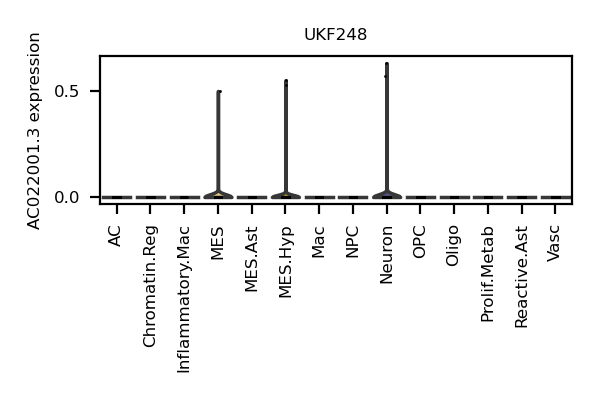 UKF248
AC022001.3 expression
0.5
0.0
AC
Chromatin.Reg
Inflammatory.Mac
MES
MES.Ast
MES.Hyp
Mac
NPC
Neuron
OPC
Oligo
Prolif.Metab
Reactive.Ast
Vasc